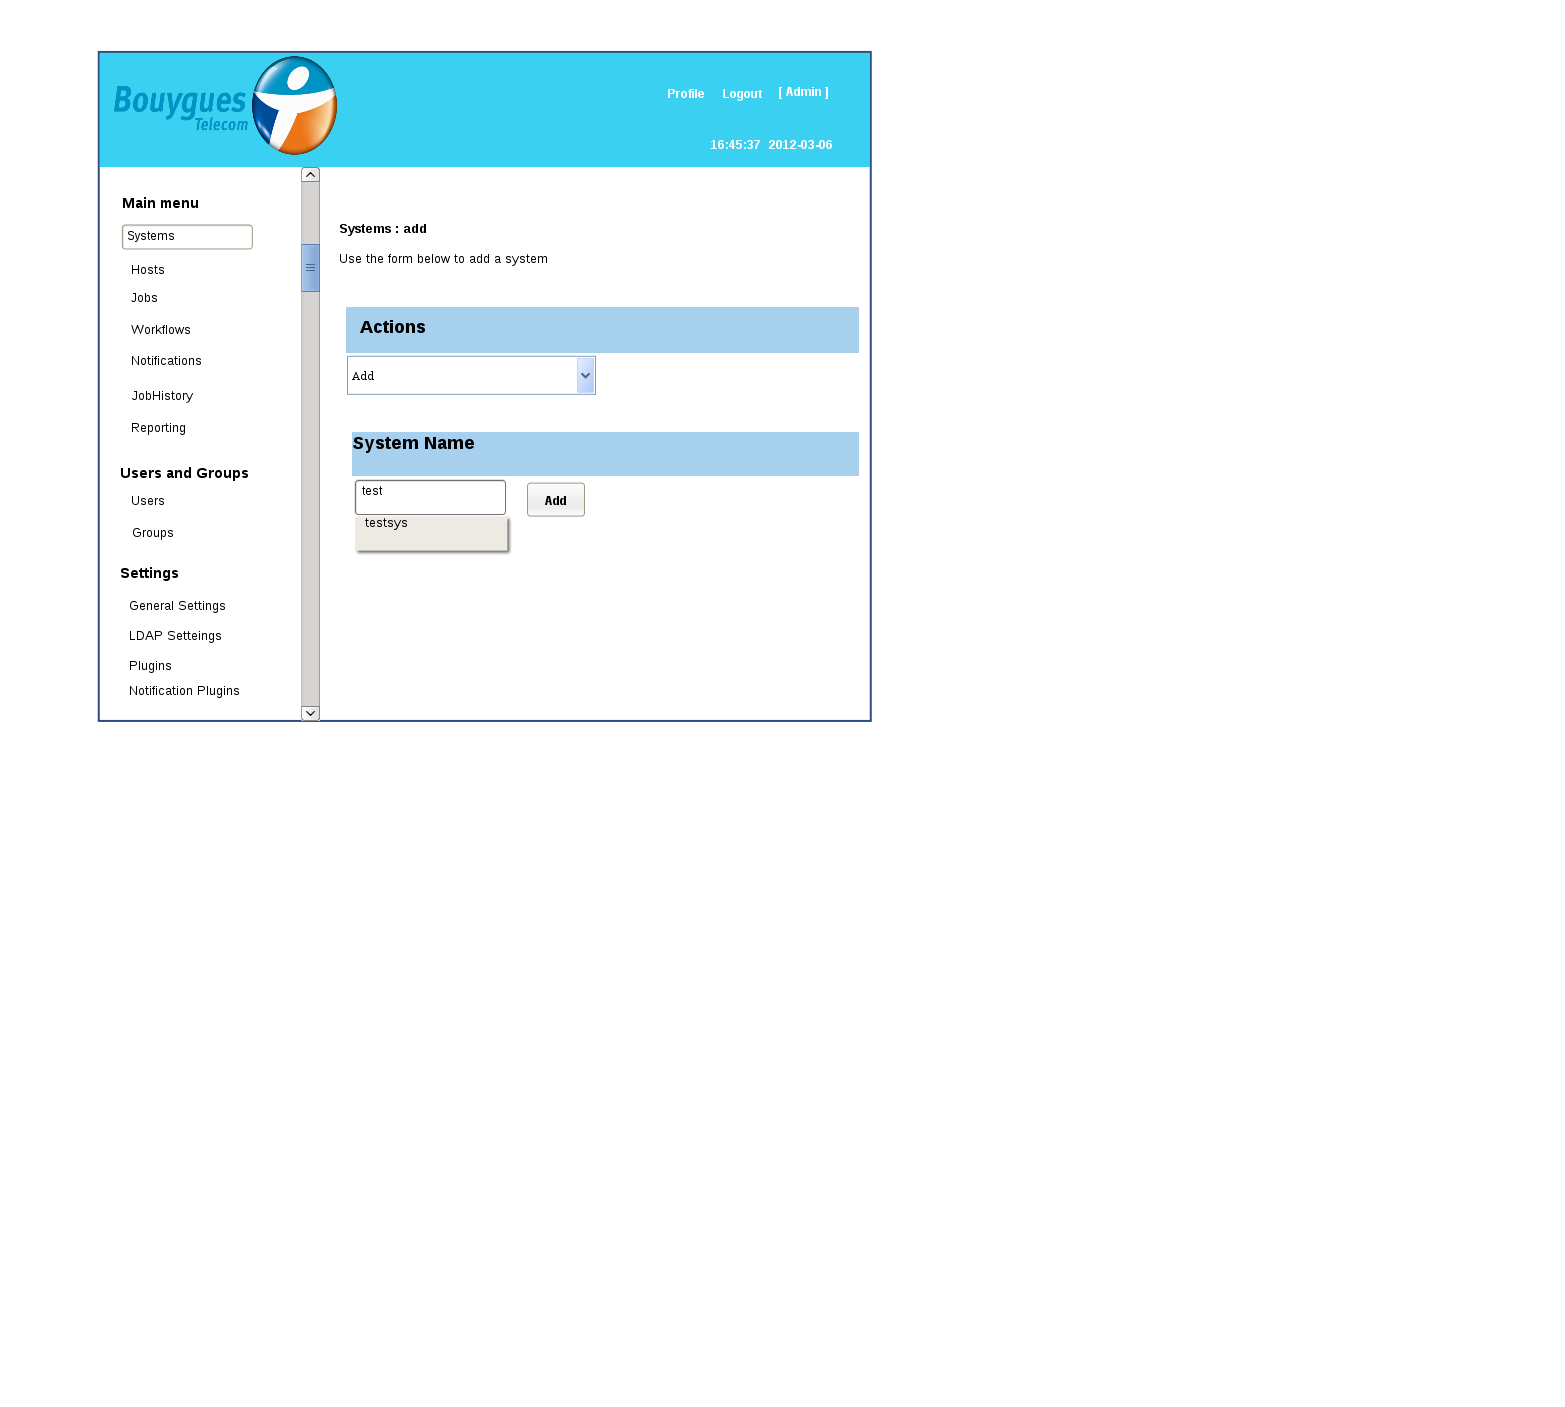 Bouygues
Telecom
Profile Logout [ Admin ]
16:45:37 2012-03-06
Main menu
Systems
Hosts
Jobs
Workflows
Notifications
JobHistory
Reporting
Users and Groups
Users
Groups
Settings
General Settings
LDAP Setteings
Plugins
Notification Plugins
Systems : add
Use the form below to add a system
Actions
Add
System Name
test
Add
testsys